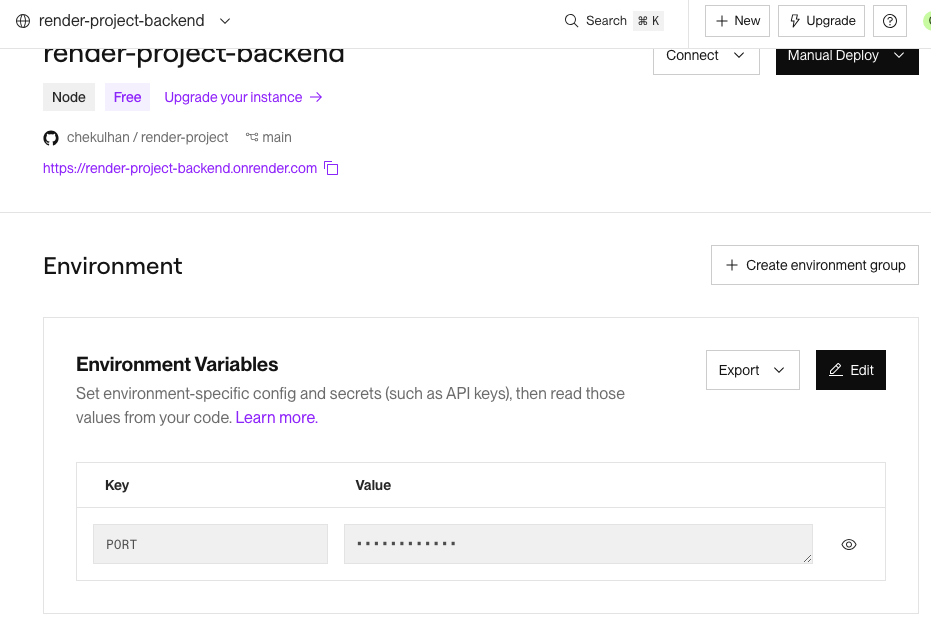 render-project-backend
Search ⌘ K
New
Upgrade
render-project-backend
Connect
Manual Deploy
Node
Free
Upgrade your instance →
chekulhan / render-project
main
https://render-project-backend.onrender.com
Environment
+ Create environment group
Environment Variables
Export
Edit
Set environment-specific config and secrets (such as API keys), then read those
values from your code. Learn more.
Key
Value
PORT
••••••••••••